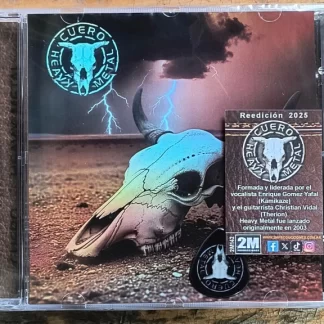 CUERO
HEAVY METAL
Reedición 2025
CUERO
HEAVY METAL
Formada y liderada por el
vocalista Enrique Gomez Yafal
(Kamikaze)
y el guitarrista Christian Vidal
(Therion).
Heavy Metal fue lanzado
originalmente en 2003
2M